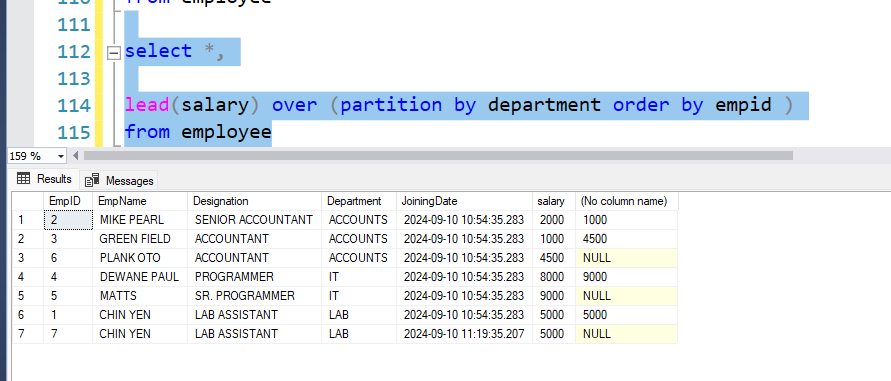 110 from employee
111
112 select *,
113
114 lead(salary) over (partition by department order by empid )
115 from employee
159 %
Results Messages
EmpID EmpName Designation Department JoiningDate salary (No column name)
1 2 MIKE PEARL SENIOR ACCOUNTANT ACCOUNTS 2024-09-10 10:54:35.283 2000 1000
2 3 GREEN FIELD ACCOUNTANT ACCOUNTS 2024-09-10 10:54:35.283 1000 4500
3 6 PLANK OTO ACCOUNTANT ACCOUNTS 2024-09-10 10:54:35.283 4500 NULL
4 4 DEWANE PAUL PROGRAMMER IT 2024-09-10 10:54:35.283 8000 9000
5 5 MATTS SR. PROGRAMMER IT 2024-09-10 10:54:35.283 9000 NULL
6 1 CHIN YEN LAB ASSISTANT LAB 2024-09-10 10:54:35.283 5000 5000
7 7 CHIN YEN LAB ASSISTANT LAB 2024-09-10 11:19:35.207 5000 NULL